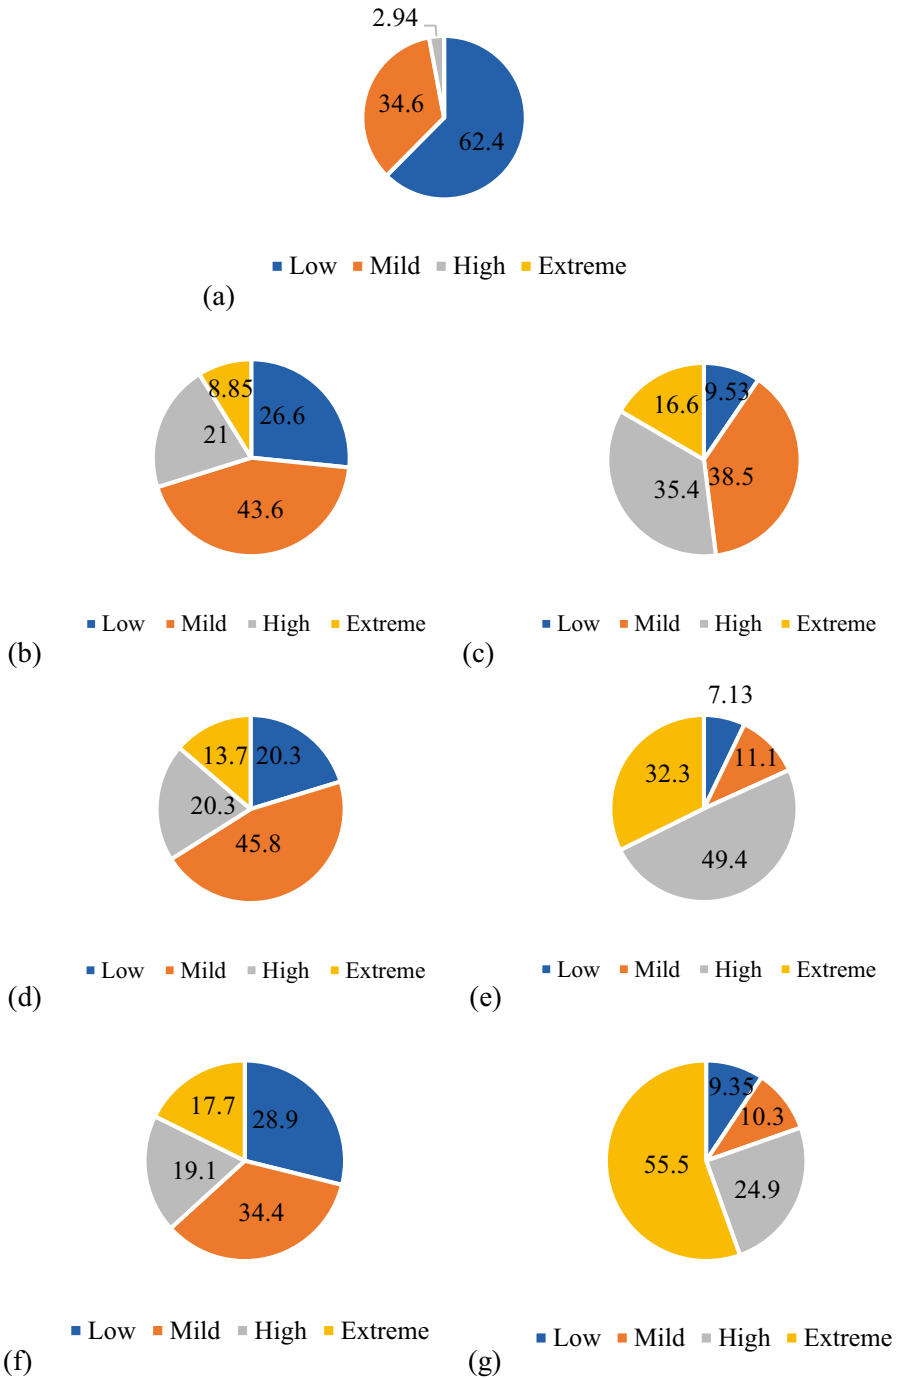 2.94
34.6
62.4
Low Mild High Extreme
(a)
8.85
26.6
21
43.6
Low Mild High Extreme
(b)
9.53
16.6
38.5
35.4
Low Mild High Extreme
(c)
13.7 20.3
20.3
45.8
Low Mild High Extreme
(d)
7.13
11.1
32.3
49.4
Low Mild High Extreme
(e)
17.7
28.9
19.1
34.4
Low Mild High Extreme
(f)
9.35
10.3
55.5
24.9
Low Mild High Extreme
(g)